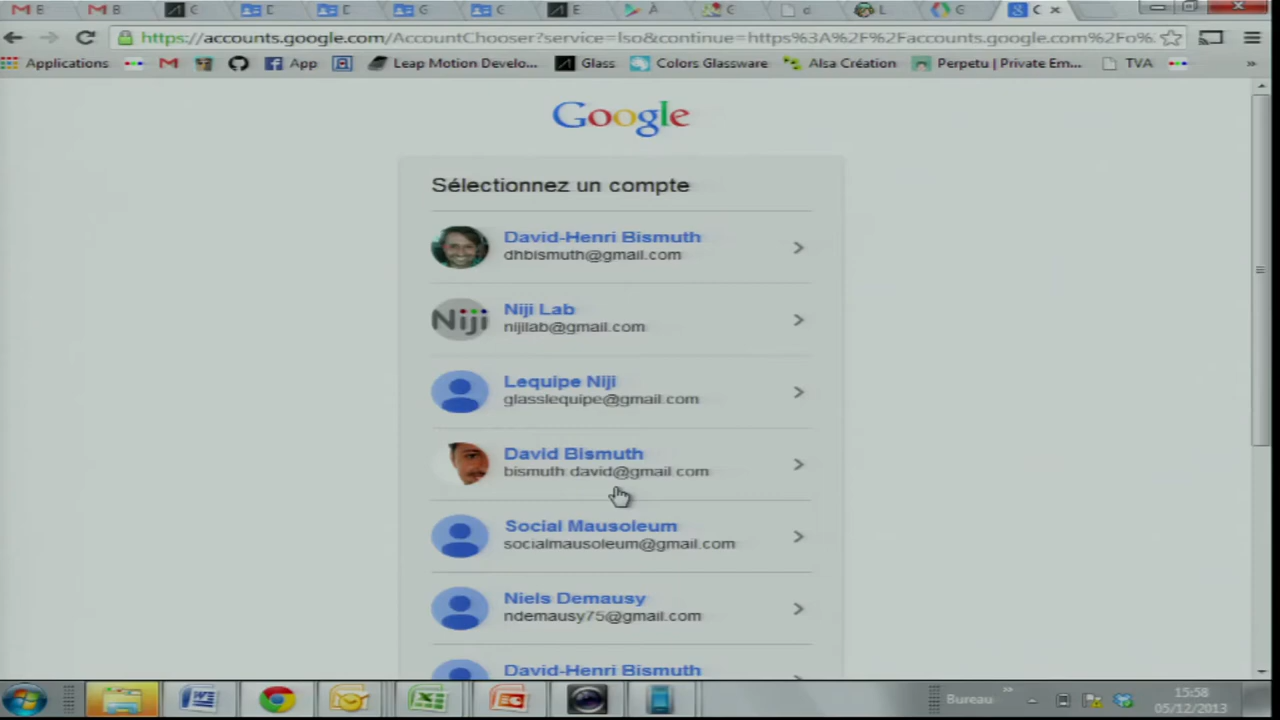 B
B
C
D
D
G
C
E
À
C
d
L
G
C
https://accounts.google.com/AccountChooser?service=lso&continue=https%3A%2F%2Faccounts.google.com%2Fo%
Applications
App
Leap Motion Develo...
Glass
Colors Glassware
Alsa Création
Perpetu | Private Em...
TVA
»
Google
Sélectionnez un compte
David-Henri Bismuth
dhbismuth@gmail.com
Niji
Niji Lab
nijilab@gmail.com
Lequipe Niji
glasslequipe@gmail.com
David Bismuth
bismuth.david@gmail.com
Social Mausoleum
socialmausoleum@gmail.com
Niels Demausy
ndemausy75@gmail.com
David-Henri Bismuth
Bureau
»
15:58
05/12/2013